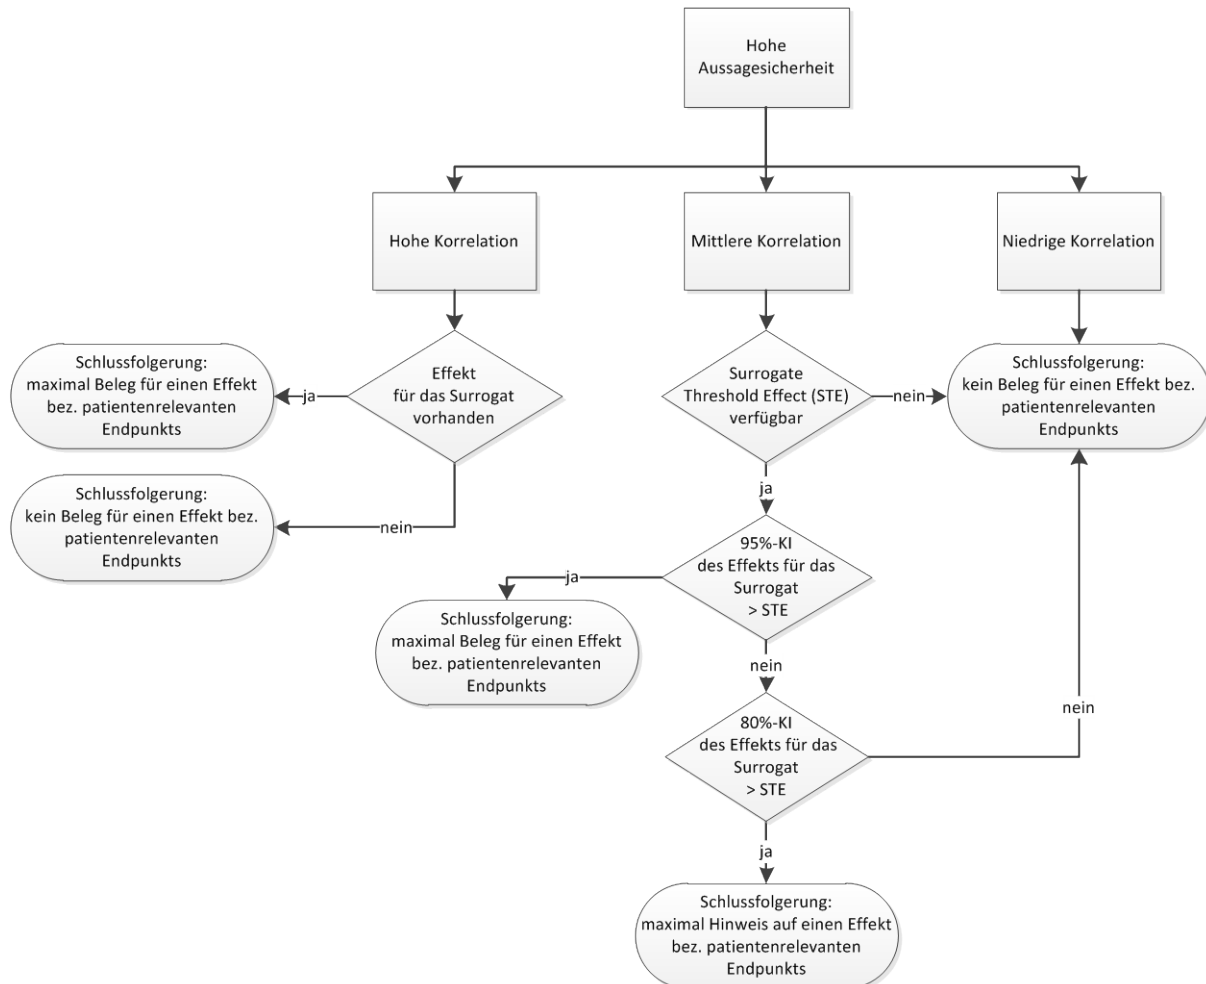 Hohe
Aussagesicherheit
Hohe Korrelation
Mittlere Korrelation
Niedrige Korrelation
Schlussfolgerung:
maximal Beleg für einen Effekt
bez. patientenrelevanten
Endpunkts
ja
Effekt
für das Surrogat
vorhanden
Surrogate
Threshold Effect (STE)
verfügbar
nein
Schlussfolgerung:
kein Beleg für einen Effekt bez.
patientenrelevanten
Endpunkts
Schlussfolgerung:
kein Beleg für einen Effekt bez.
patientenrelevanten
Endpunkts
nein
ja
95%-KI
des Effekts für das
Surrogat
> STE
ja
Schlussfolgerung:
maximal Beleg für einen Effekt
bez. patientenrelevanten
Endpunkts
nein
80%-KI
des Effekts für das
Surrogat
> STE
nein
ja
Schlussfolgerung:
maximal Hinweis auf einen Effekt
bez. patientenrelevanten
Endpunkts